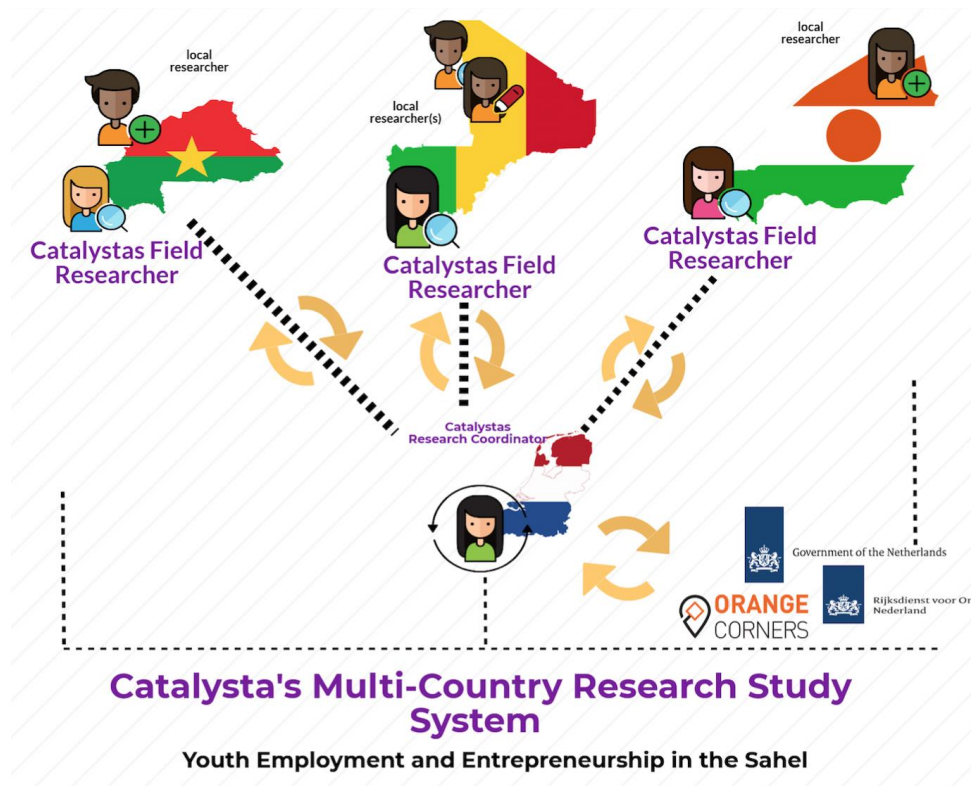 local
researcher
local
researcher(s)
local
researcher
Catalystas Field
Researcher
Catalystas Field
Researcher
Catalystas Field
Researcher
Catalystas
Research Coordinator
Government of the Netherlands
Rijksdienst voor On
Nederland
ORANGE
CORNERS
Catalysta's Multi-Country Research Study
System
Youth Employment and Entrepreneurship in the Sahel